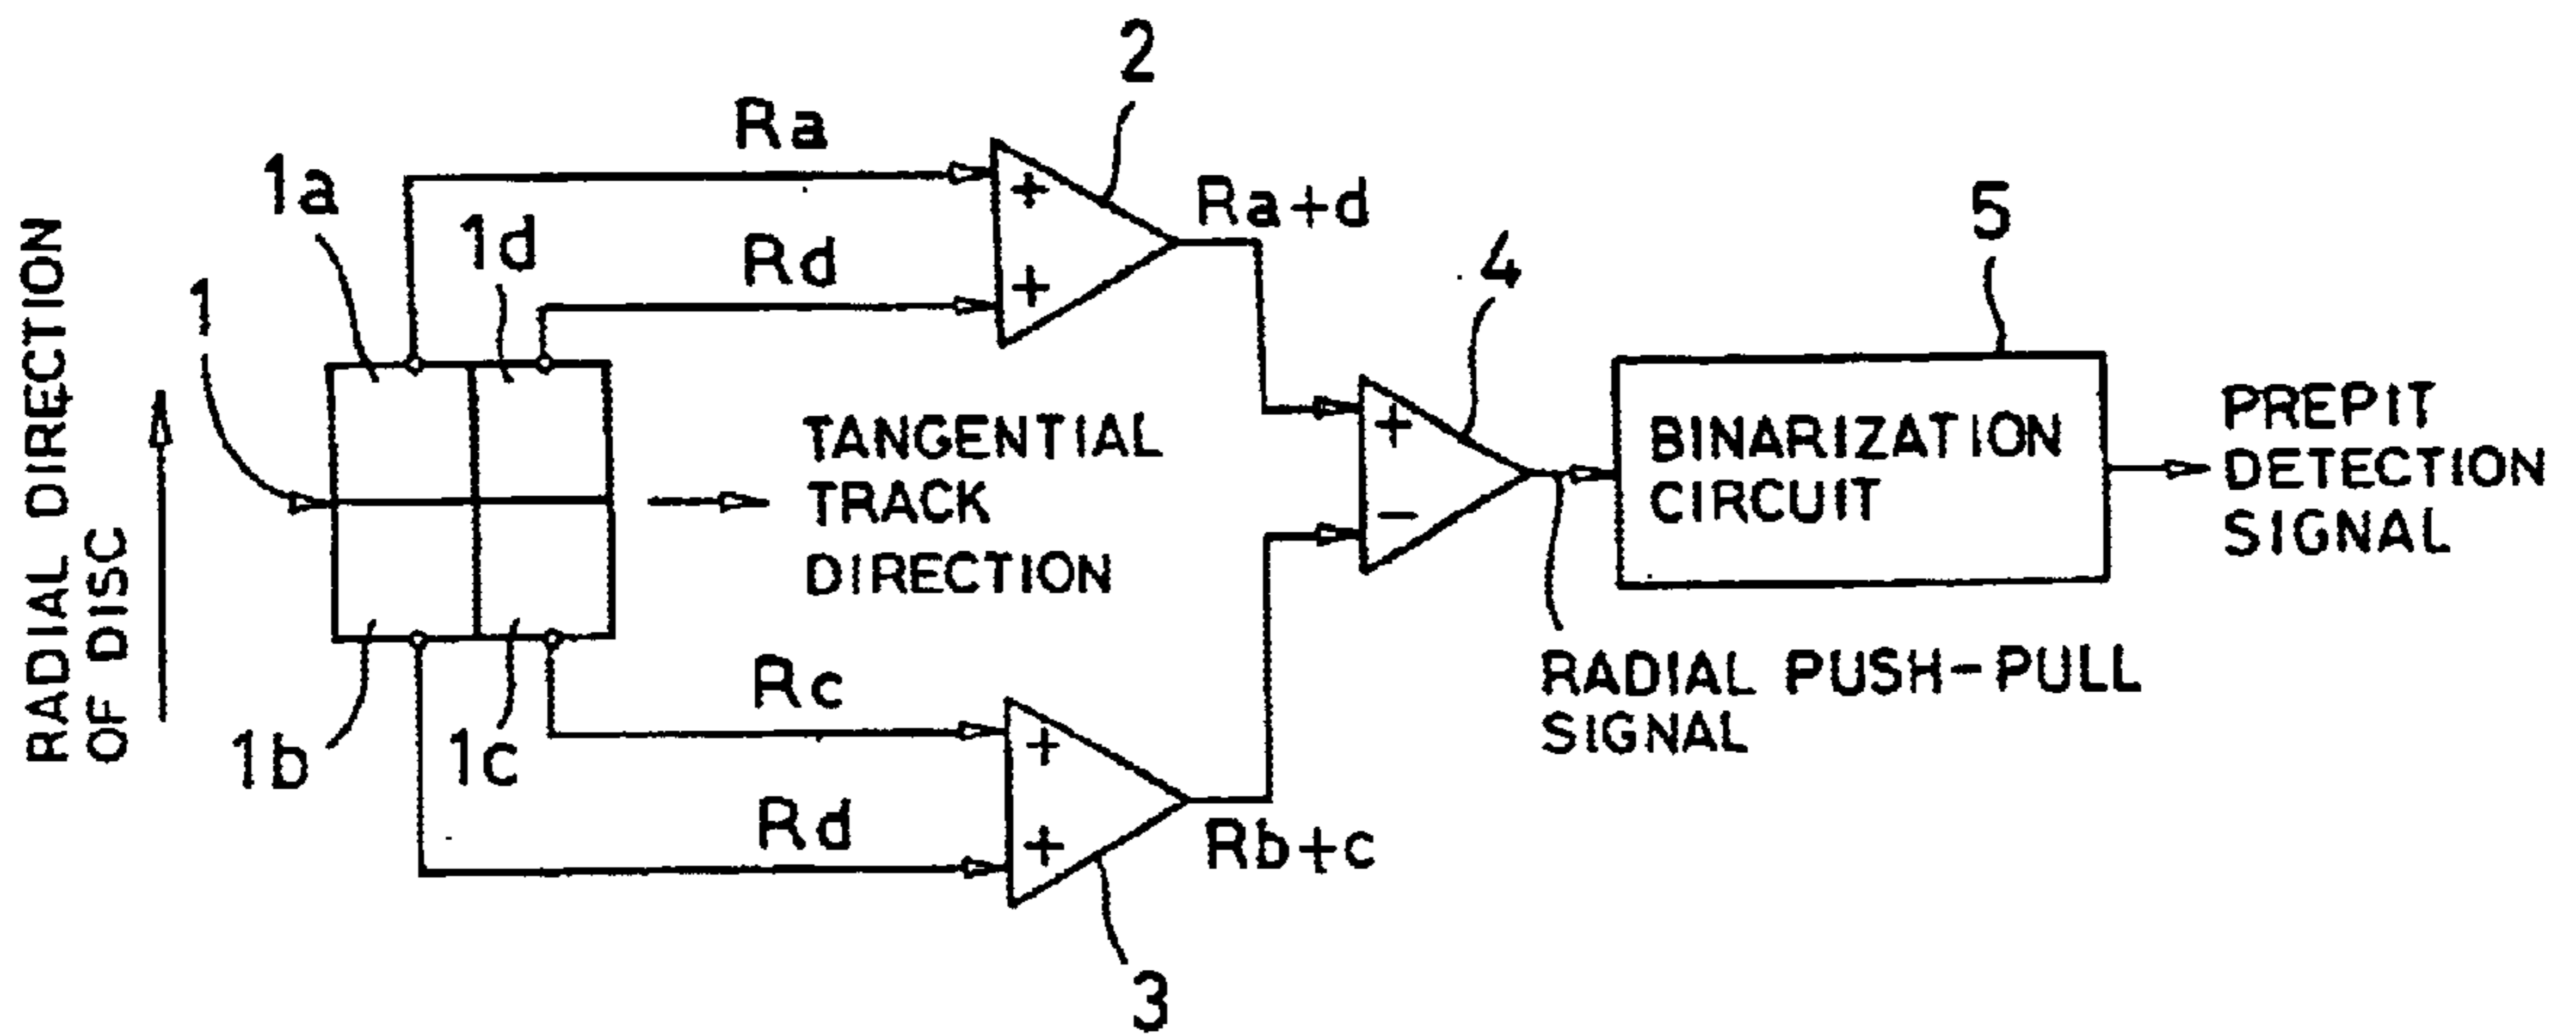 2
Ra
1a
1d
Rd
Ra+d
5
4
1
RADIAL DIRECTION
OF DISC
+
+
+
−
TANGENTIAL
TRACK
DIRECTION
BINARIZATION
CIRCUIT
PREPIT
DETECTION
SIGNAL
RADIAL PUSH-PULL
SIGNAL
1b
1c
Rc
Rd
+
+
Rb+c
3